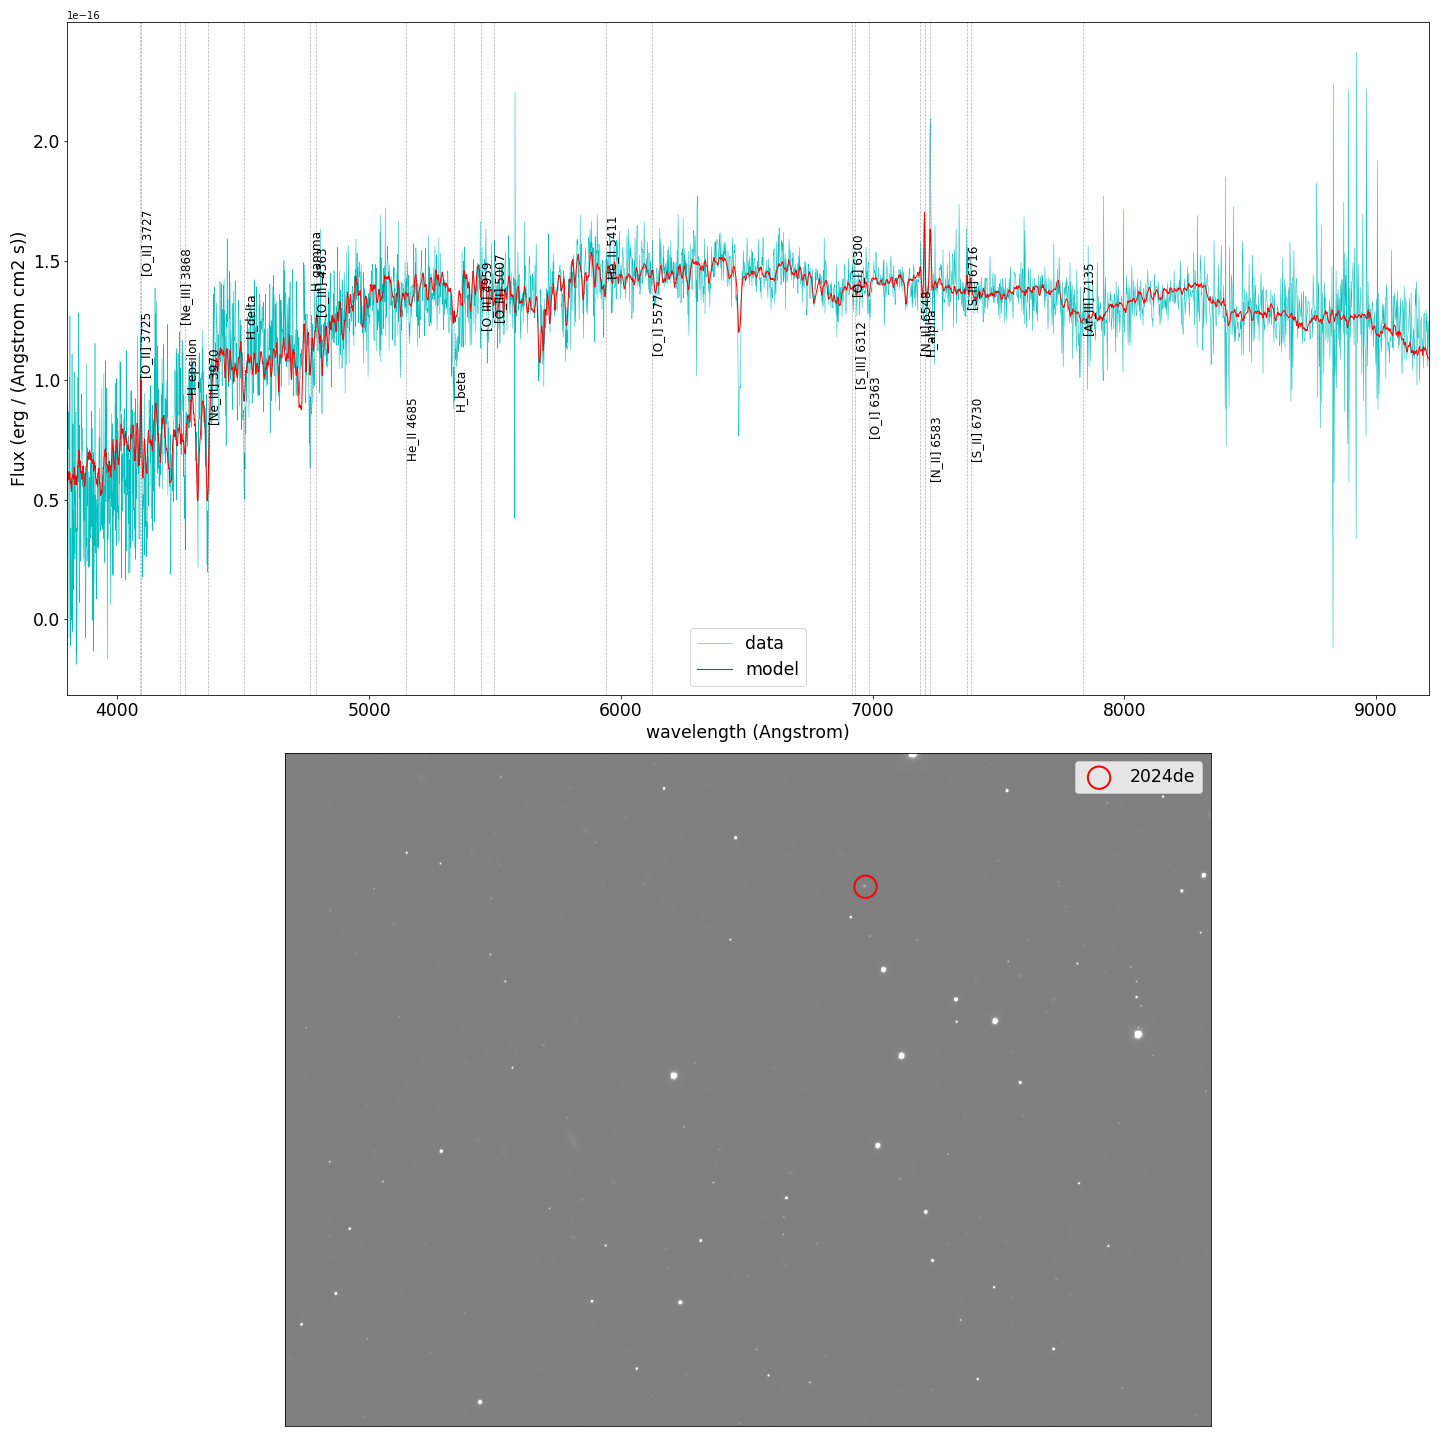 1e−16
Flux (erg / (Angstrom cm2 s))
2.0
1.5
1.0
0.5
0.0
[O_II] 3725
[O_II] 3727
[Ne_III] 3868
H_epsilon
[Ne_III] 3970
H_delta
H_gamma
[O_III] 4363
He_II 4685
H_beta
[O_III] 4959
[O_III] 5007
He_II 5411
[O_I] 5577
[O_I] 6300
[S_III] 6312
[O_I] 6363
[N_II] 6548
H_alpha
[N_II] 6583
[S_II] 6716
[S_II] 6730
[Ar_III] 7135
data
model
4000 5000 6000 7000 8000 9000
wavelength (Angstrom)
2024de